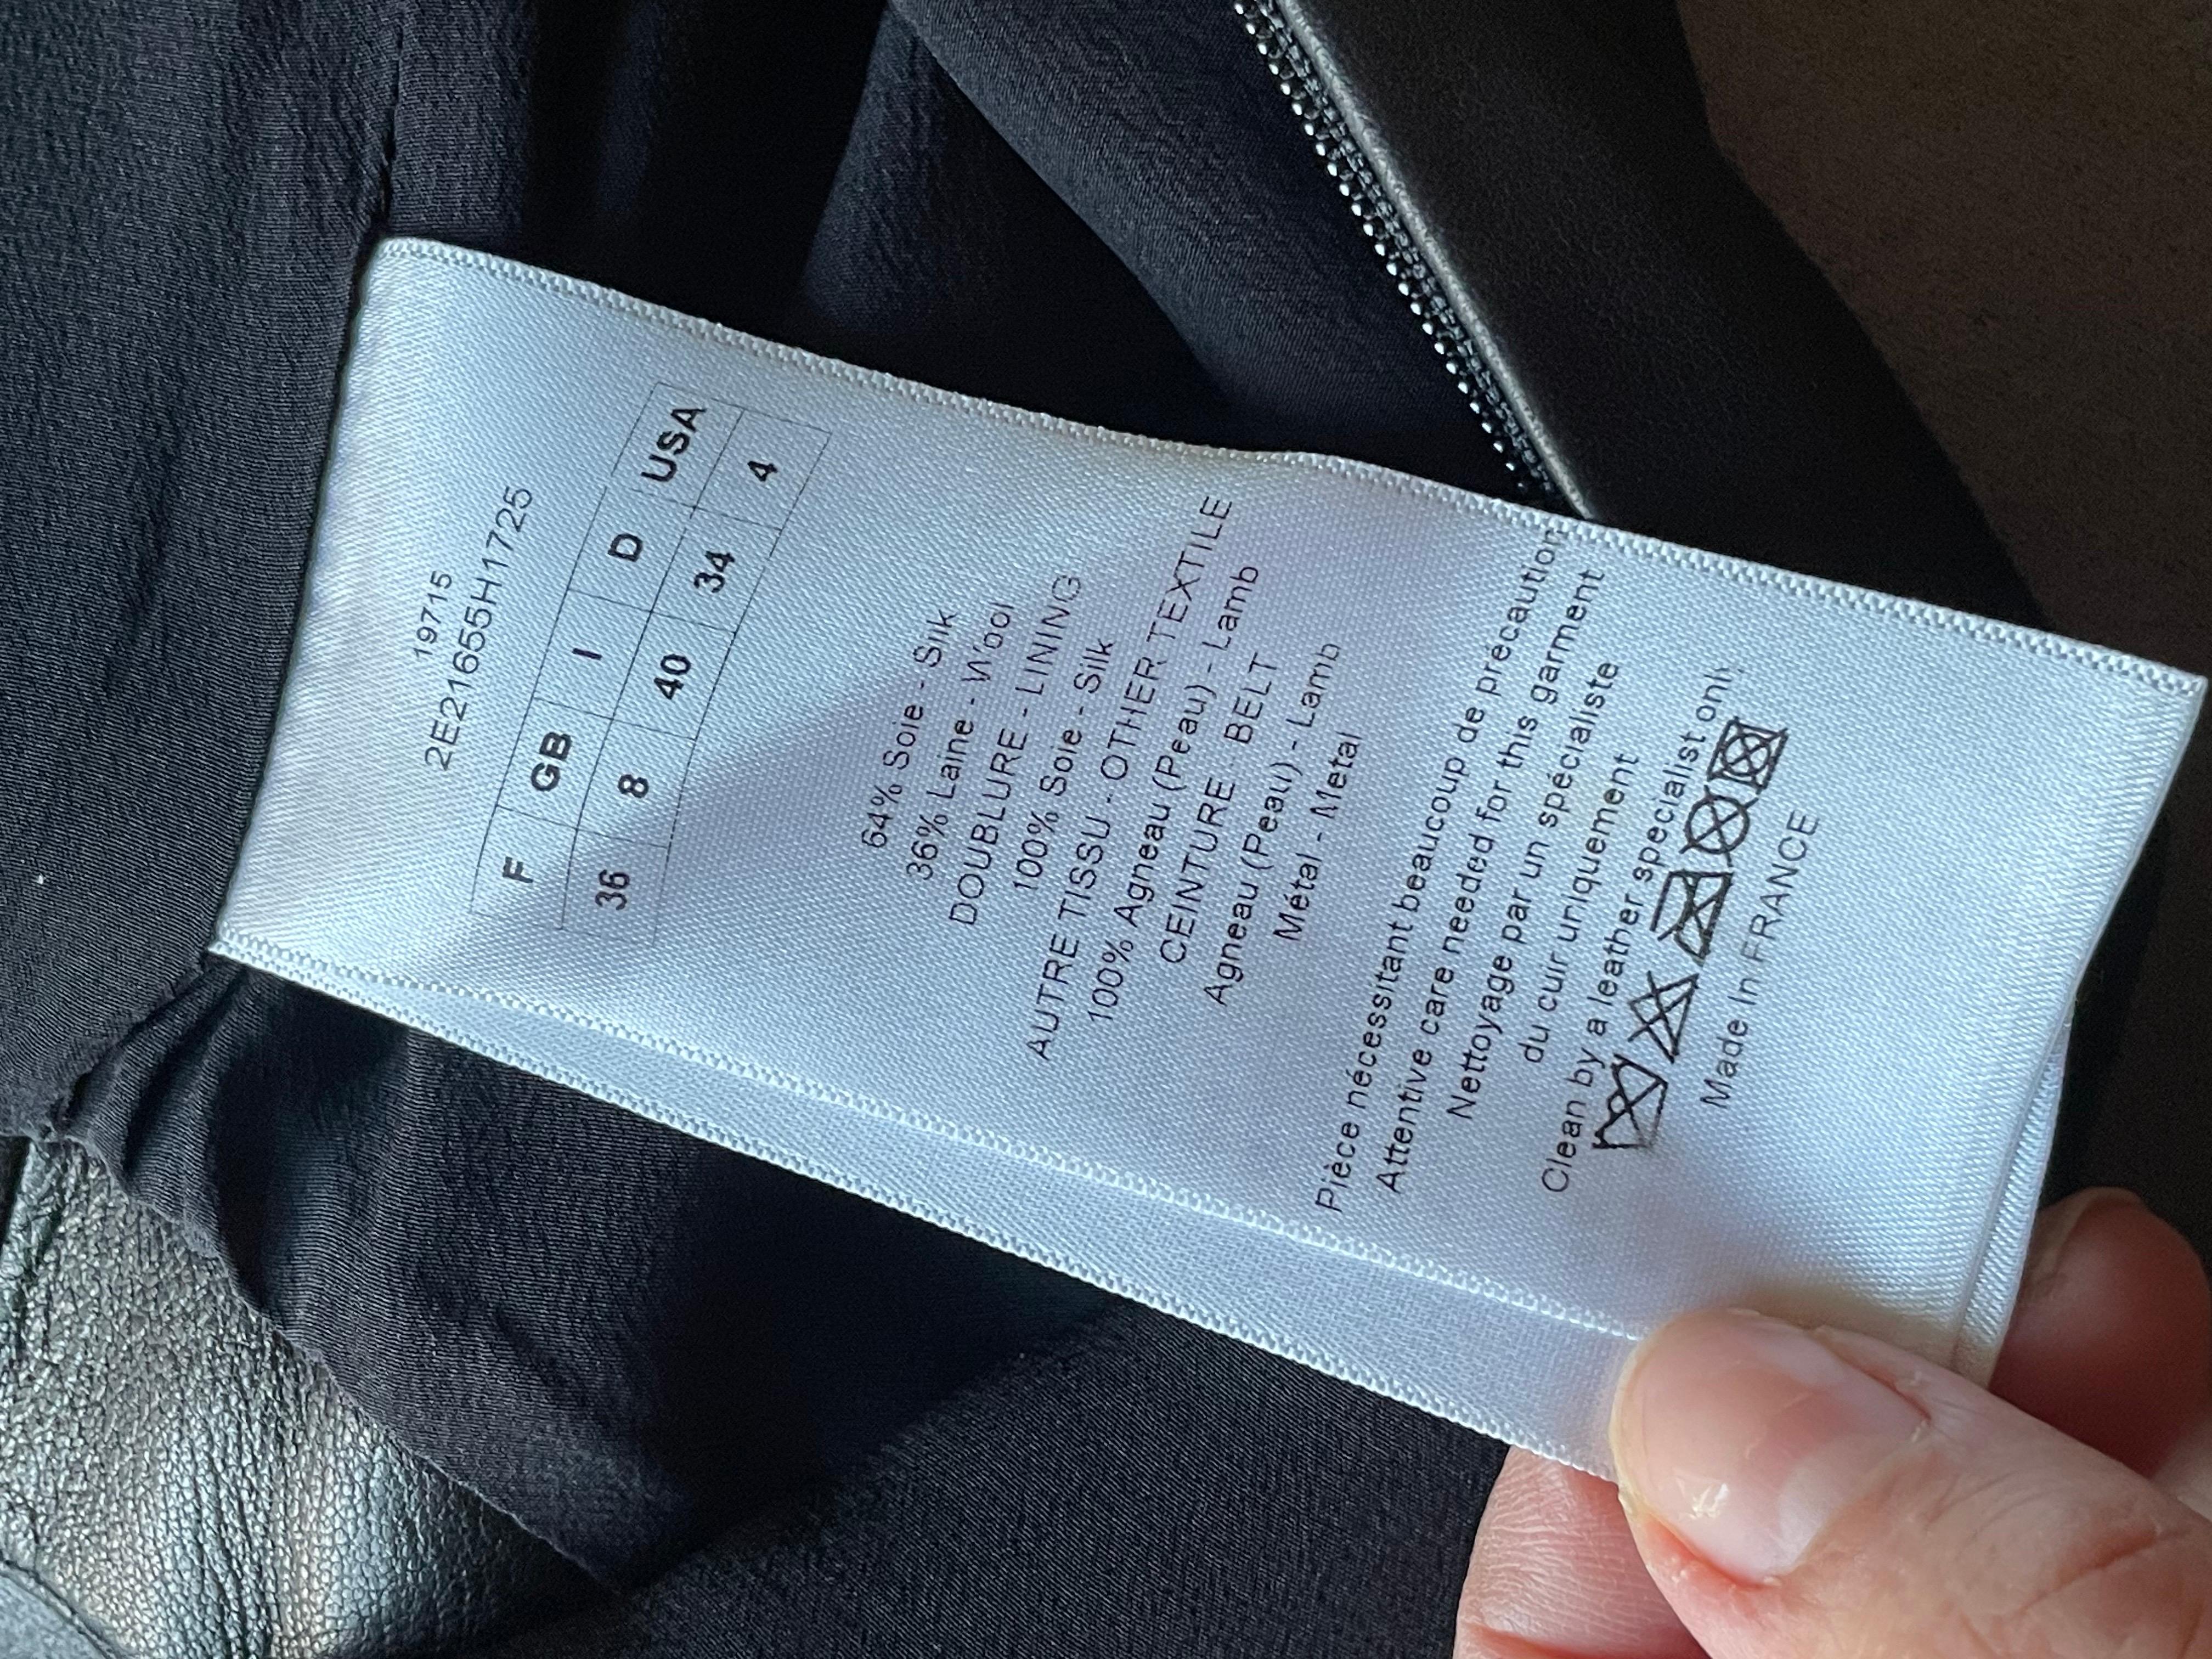 19715
2E21655H1725
F GB I D USA
36 8 40 34 4
64% Soie - Silk
36% Laine - Wool
DOUBLURE - LINING
100% Soie - Silk
AUTRE TISSU - OTHER TEXTILE
100% Agneau (Peau) - Lamb
CEINTURE - BELT
Agneau (Peau) - Lamb
Métal - Metal
Pièce nécessitant beaucoup de precaution
Attentive care needed for this garment
Nettoyage par un spécialiste
du cuir uniquement
Clean by a leather specialist only
Made In FRANCE